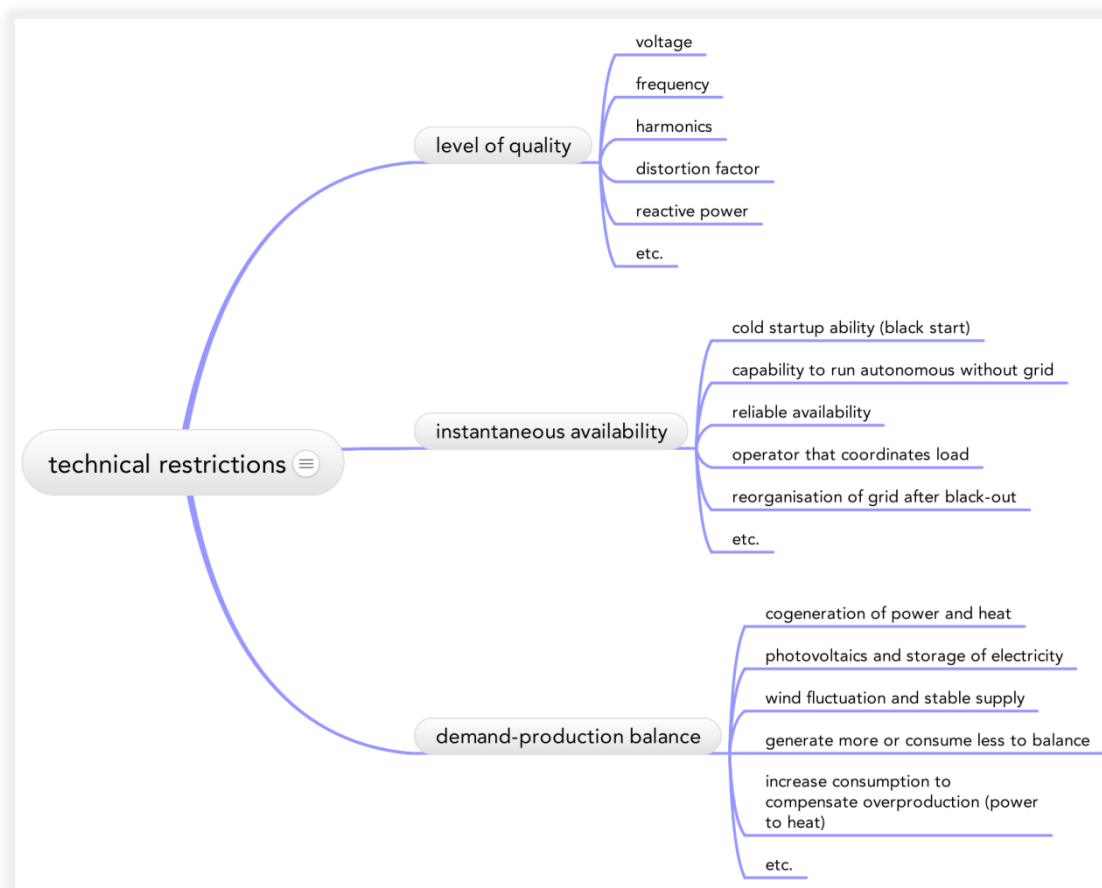 technical restrictions
level of quality
voltage
frequency
harmonics
distortion factor
reactive power
etc.
instantaneous availability
cold startup ability (black start)
capability to run autonomous without grid
reliable availability
operator that coordinates load
reorganisation of grid after black-out
etc.
demand-production balance
cogeneration of power and heat
photovoltaics and storage of electricity
wind fluctuation and stable supply
generate more or consume less to balance
increase consumption to
compensate overproduction (power
to heat)
etc.